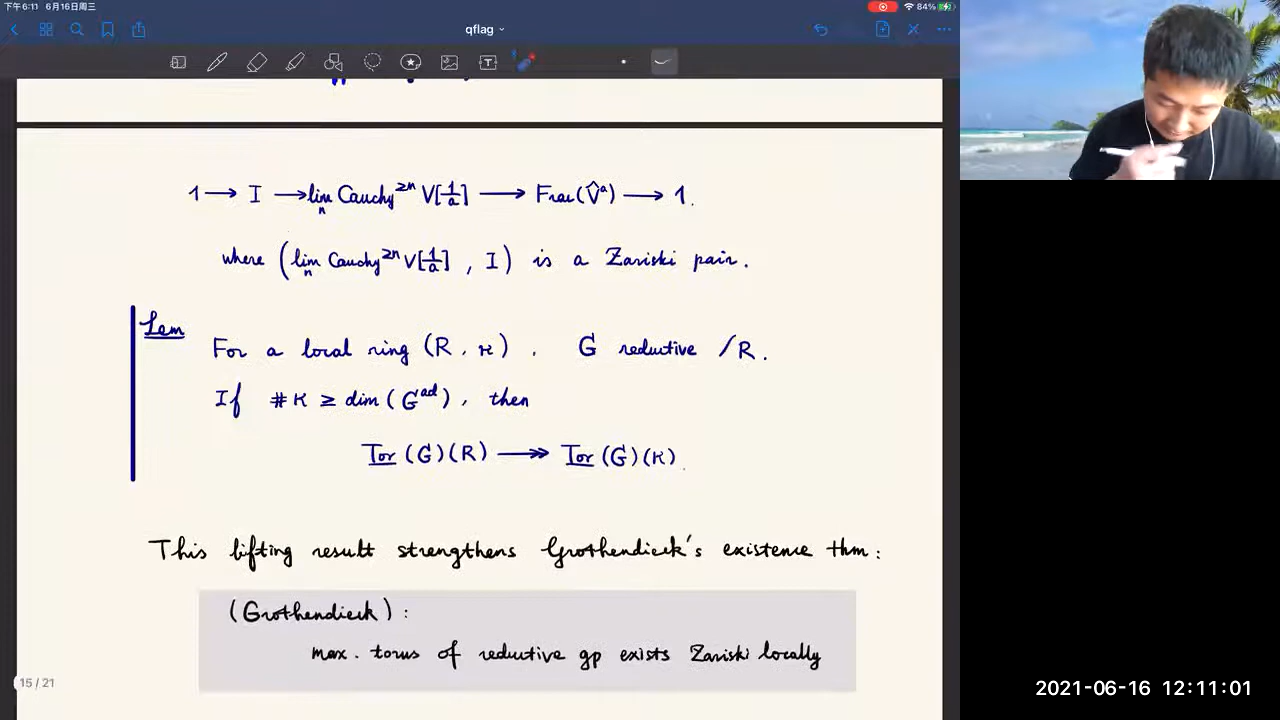 下午6:11 6月16日周三
84%
qflag
1 → I → lim_n Cauchy^{≥n} V[1/a] → Frac(V̂^a) → 1.
where (lim_n Cauchy^{≥n} V[1/a], I) is a Zariski pair.
Lem
For a local ring (R, κ). G reductive /R.
If #κ ≥ dim(G^{ad}), then
Tor(G)(R) ↠ Tor(G)(κ).
This lifting result strengthens Grothendieck's existence thm:
(Grothendieck):
max. torus of reductive gp exists Zariski locally
15 / 21
2021-06-16 12:11:01